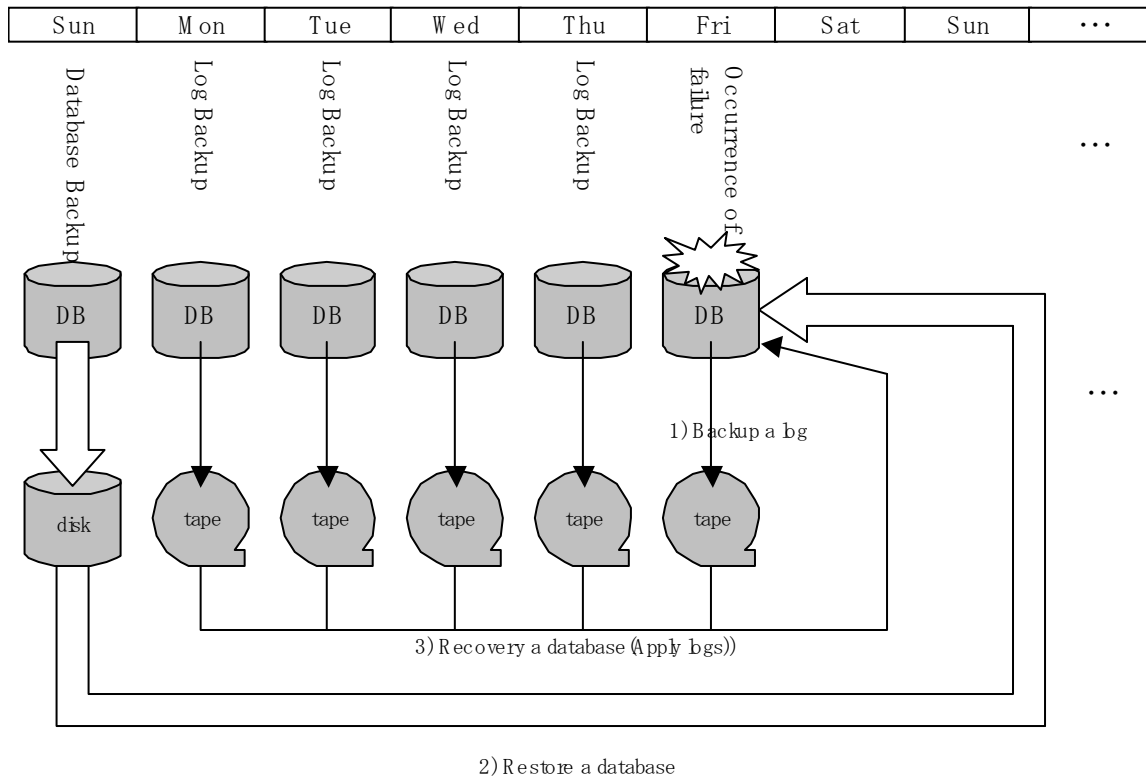 Sun Mon Tue Wed Thu Fri Sat Sun ...
Database Backup
Log Backup
Log Backup
Log Backup
Log Backup
Occurrence of
failure
...
DB DB DB DB DB DB
...
1) Backup a log
disk tape tape tape tape tape
3) Recovery a database (Apply logs))
2) Restore a database